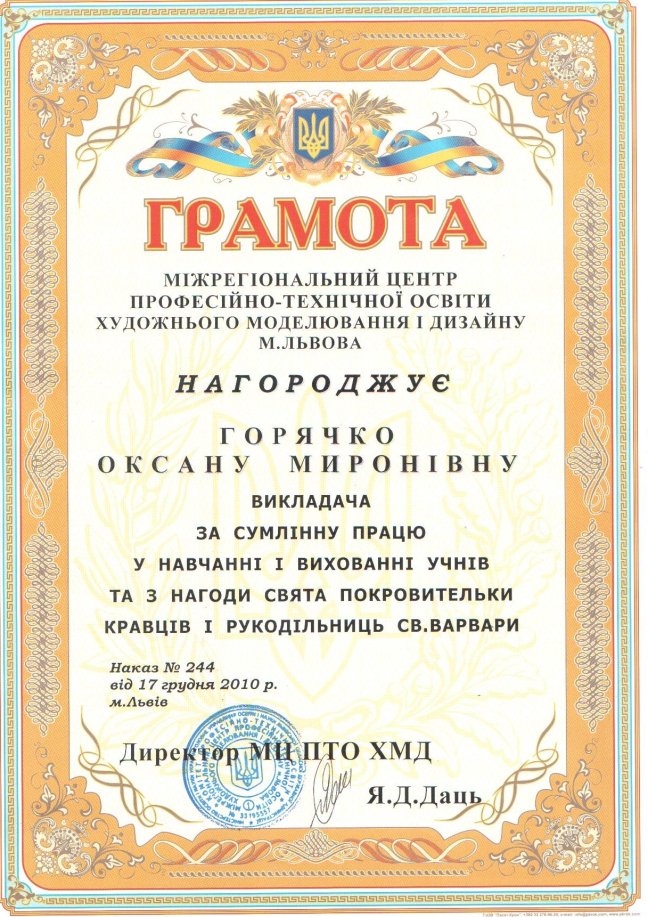 ГРАМОТА
МІЖРЕГІОНАЛЬНИЙ ЦЕНТР
ПРОФЕСІЙНО-ТЕХНІЧНОЇ ОСВІТИ
ХУДОЖНЬОГО МОДЕЛЮВАННЯ І ДИЗАЙНУ
М.ЛЬВОВА
НАГОРОДЖУЄ
ГОРЯЧКО
ОКСАНУ МИРОНІВНУ
ВИКЛАДАЧА
ЗА СУМЛІННУ ПРАЦЮ
У НАВЧАННІ І ВИХОВАННІ УЧНІВ
ТА З НАГОДИ СВЯТА ПОКРОВИТЕЛЬКИ
КРАВЦІВ І РУКОДІЛЬНИЦЬ СВ.ВАРВАРИ
Наказ № 244
від 17 грудня 2010 р.
м.Львів
Директор МЦ ПТО ХМД
Я.Д.Даць